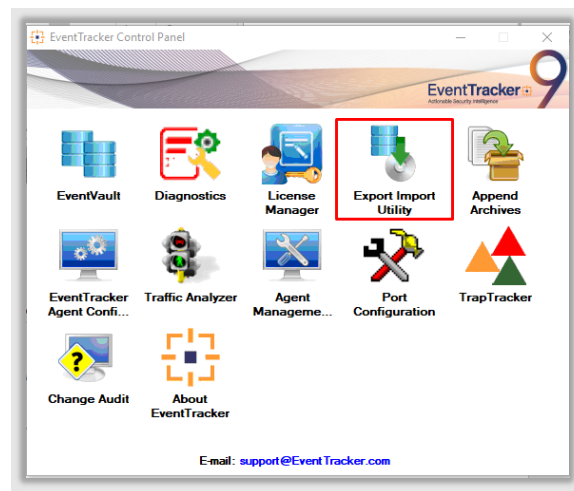 EventTracker Control Panel
EventTracker 9
Actionable Security Intelligence
EventVault
Diagnostics
License
Manager
Export Import
Utility
Append
Archives
EventTracker
Agent Confi...
Traffic Analyzer
Agent
Manageme...
Port
Configuration
TrapTracker
Change Audit
About
EventTracker
E-mail: support@EventTracker.com